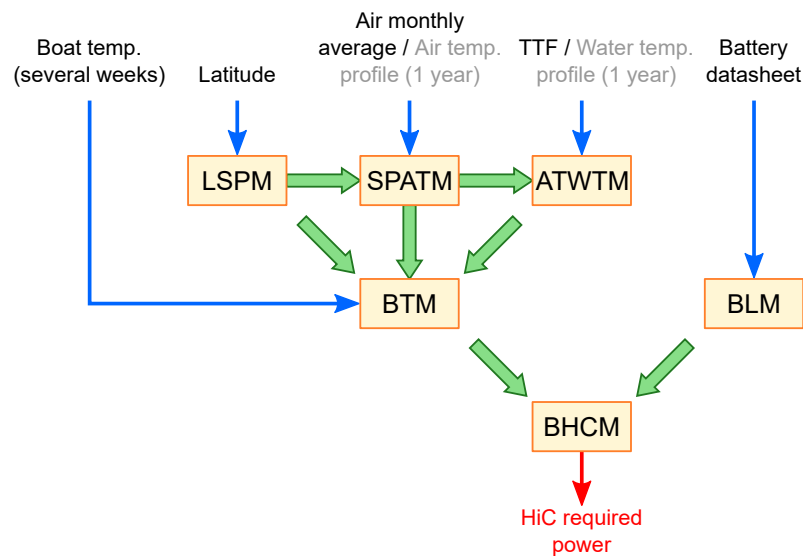 Boat temp.
(several weeks)
Latitude
Air monthly
average / Air temp.
profile (1 year)
TTF / Water temp.
profile (1 year)
Battery
datasheet
LSPM
SPATM
ATWTM
BTM
BLM
BHCM
HiC required
power